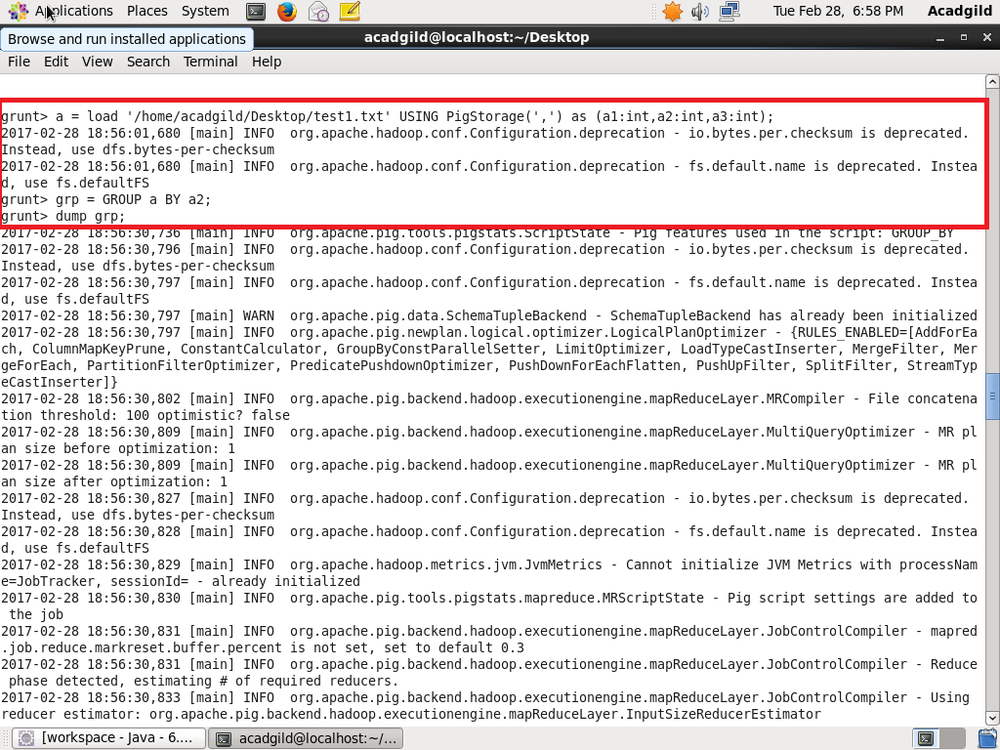 Applications Places System Tue Feb 28, 6:58 PM Acadgild
Browse and run installed applications
acadgild@localhost:~/Desktop
File Edit View Search Terminal Help
grunt> a = load '/home/acadgild/Desktop/test1.txt' USING PigStorage(',') as (a1:int,a2:int,a3:int);
2017-02-28 18:56:01,680 [main] INFO  org.apache.hadoop.conf.Configuration.deprecation - io.bytes.per.checksum is deprecated.
Instead, use dfs.bytes-per-checksum
2017-02-28 18:56:01,680 [main] INFO  org.apache.hadoop.conf.Configuration.deprecation - fs.default.name is deprecated. Instea
d, use fs.defaultFS
grunt> grp = GROUP a BY a2;
grunt> dump grp;
2017-02-28 18:56:30,736 [main] INFO  org.apache.pig.tools.pigstats.ScriptState - Pig features used in the script: GROUP_BY
2017-02-28 18:56:30,796 [main] INFO  org.apache.hadoop.conf.Configuration.deprecation - io.bytes.per.checksum is deprecated.
Instead, use dfs.bytes-per-checksum
2017-02-28 18:56:30,797 [main] INFO  org.apache.hadoop.conf.Configuration.deprecation - fs.default.name is deprecated. Instea
d, use fs.defaultFS
2017-02-28 18:56:30,797 [main] WARN  org.apache.pig.data.SchemaTupleBackend - SchemaTupleBackend has already been initialized
2017-02-28 18:56:30,797 [main] INFO  org.apache.pig.newplan.logical.optimizer.LogicalPlanOptimizer - {RULES_ENABLED=[AddForEa
ch, ColumnMapKeyPrune, ConstantCalculator, GroupByConstParallelSetter, LimitOptimizer, LoadTypeCastInserter, MergeFilter, Mer
geForEach, PartitionFilterOptimizer, PredicatePushdownOptimizer, PushDownForEachFlatten, PushUpFilter, SplitFilter, StreamTyp
eCastInserter]}
2017-02-28 18:56:30,802 [main] INFO  org.apache.pig.backend.hadoop.executionengine.mapReduceLayer.MRCompiler - File concatena
tion threshold: 100 optimistic? false
2017-02-28 18:56:30,809 [main] INFO  org.apache.pig.backend.hadoop.executionengine.mapReduceLayer.MultiQueryOptimizer - MR pl
an size before optimization: 1
2017-02-28 18:56:30,809 [main] INFO  org.apache.pig.backend.hadoop.executionengine.mapReduceLayer.MultiQueryOptimizer - MR pl
an size after optimization: 1
2017-02-28 18:56:30,827 [main] INFO  org.apache.hadoop.conf.Configuration.deprecation - io.bytes.per.checksum is deprecated.
Instead, use dfs.bytes-per-checksum
2017-02-28 18:56:30,828 [main] INFO  org.apache.hadoop.conf.Configuration.deprecation - fs.default.name is deprecated. Instea
d, use fs.defaultFS
2017-02-28 18:56:30,829 [main] INFO  org.apache.hadoop.metrics.jvm.JvmMetrics - Cannot initialize JVM Metrics with processNam
e=JobTracker, sessionId= - already initialized
2017-02-28 18:56:30,830 [main] INFO  org.apache.pig.tools.pigstats.mapreduce.MRScriptState - Pig script settings are added to
 the job
2017-02-28 18:56:30,831 [main] INFO  org.apache.pig.backend.hadoop.executionengine.mapReduceLayer.JobControlCompiler - mapred
.job.reduce.markreset.buffer.percent is not set, set to default 0.3
2017-02-28 18:56:30,831 [main] INFO  org.apache.pig.backend.hadoop.executionengine.mapReduceLayer.JobControlCompiler - Reduce
 phase detected, estimating # of required reducers.
2017-02-28 18:56:30,833 [main] INFO  org.apache.pig.backend.hadoop.executionengine.mapReduceLayer.JobControlCompiler - Using
reducer estimator: org.apache.pig.backend.hadoop.executionengine.mapReduceLayer.InputSizeReducerEstimator
[workspace - Java - 6.... acadgild@localhost:~/...